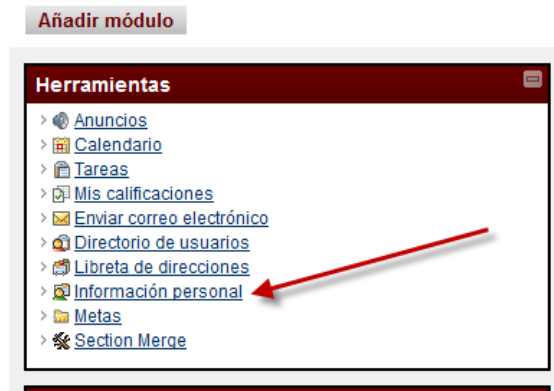 Añadir módulo
Herramientas
Anuncios
Calendario
Tareas
Mis calificaciones
Enviar correo electrónico
Directorio de usuarios
Libreta de direcciones
Información personal
Metas
Section Merge